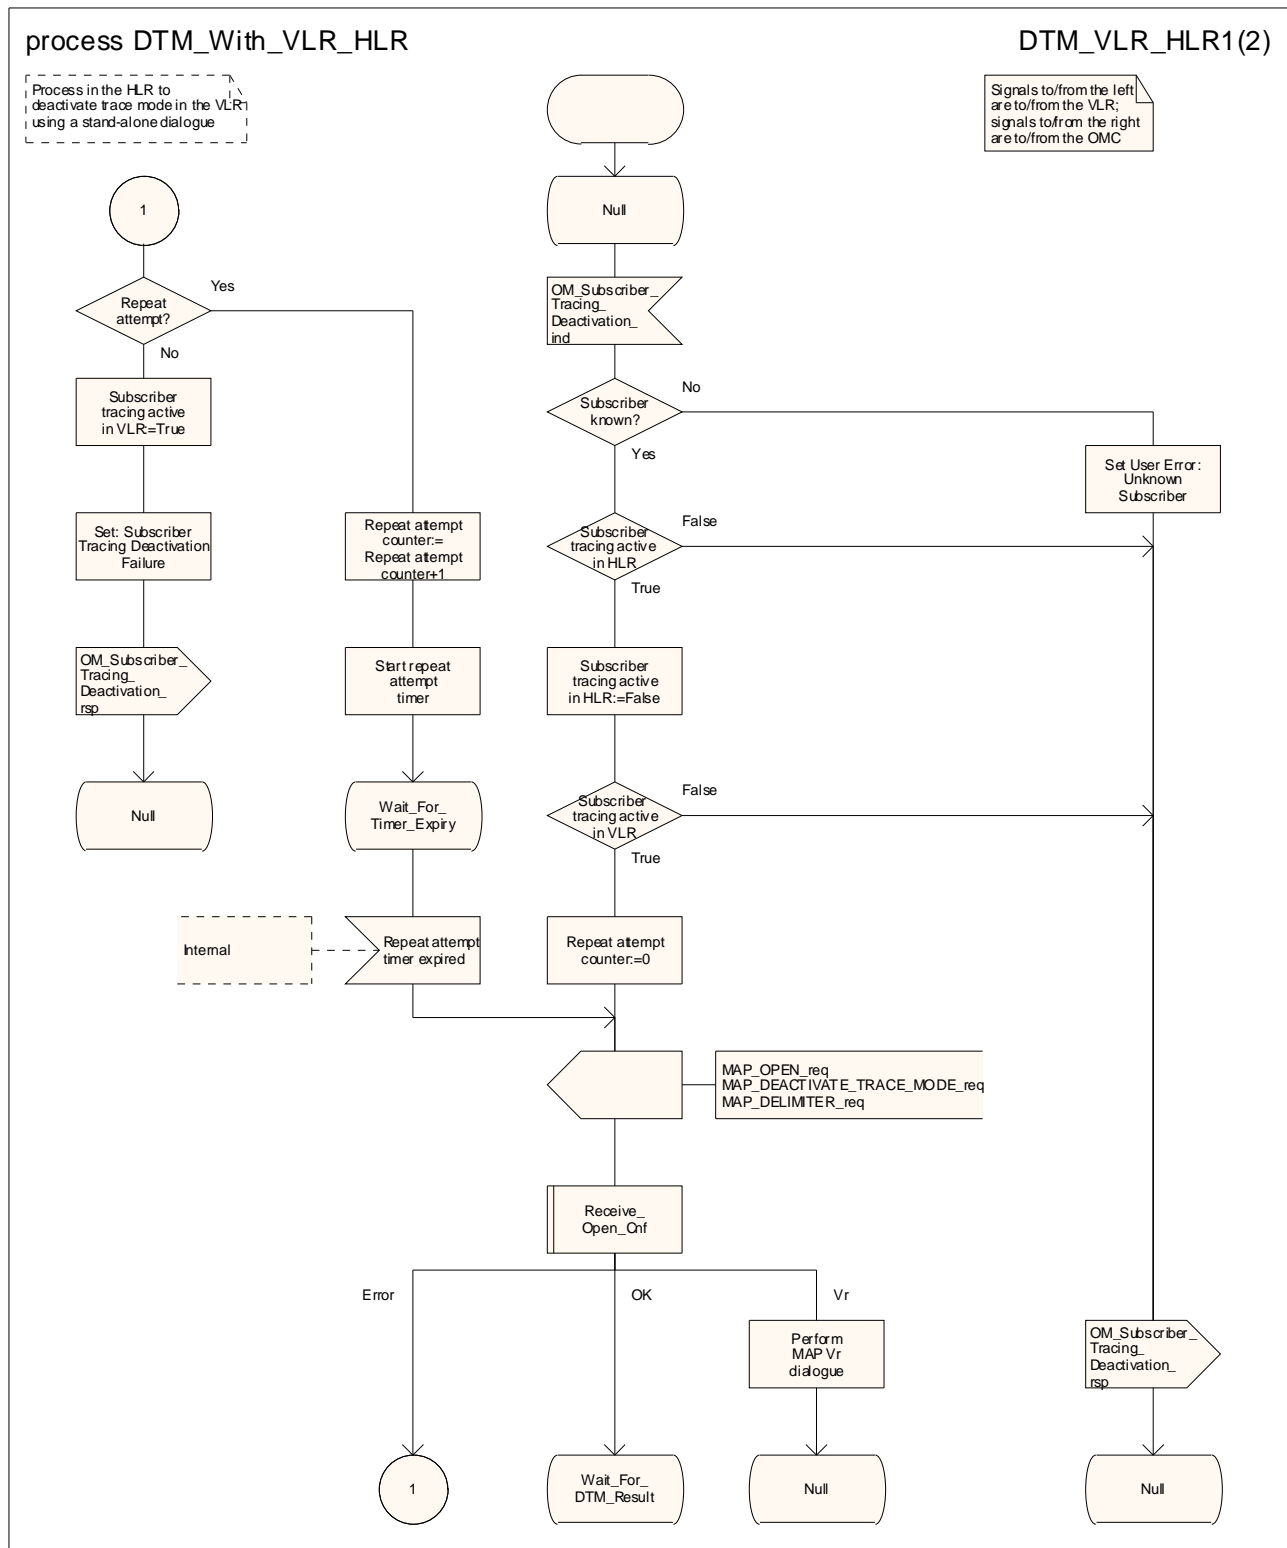 process DTM_With_VLR_HLR
DTM_VLR_HLR1(2)
Process in the HLR to
deactivate trace mode in the VLR
using a stand-alone dialogue
Signals to/from the left
are to/from the VLR;
signals to/from the right
are to/from the OMC
1
Null
Repeat
attempt?
Yes
No
OM_Subscriber_
Tracing_
Deactivation_
ind
Subscriber
tracing active
in VLR:=True
Subscriber
known?
No
Yes
Set User Error:
Unknown
Subscriber
Set: Subscriber
Tracing Deactivation
Failure
Repeat attempt
counter:=
Repeat attempt
counter+1
Subscriber
tracing active
in HLR
False
True
OM_Subscriber_
Tracing_
Deactivation_
rsp
Start repeat
attempt
timer
Subscriber
tracing active
in HLR:=False
Null
Wait_For_
Timer_Expiry
Subscriber
tracing active
in VLR
False
True
Internal
Repeat attempt
timer expired
Repeat attempt
counter:=0
MAP_OPEN_req
MAP_DEACTIVATE_TRACE_MODE_req
MAP_DELIMITER_req
Receive_
Open_Cnf
Error
OK
Vr
Perform
MAP Vr
dialogue
OM_Subscriber_
Tracing_
Deactivation_
rsp
1
Wait_For_
DTM_Result
Null
Null